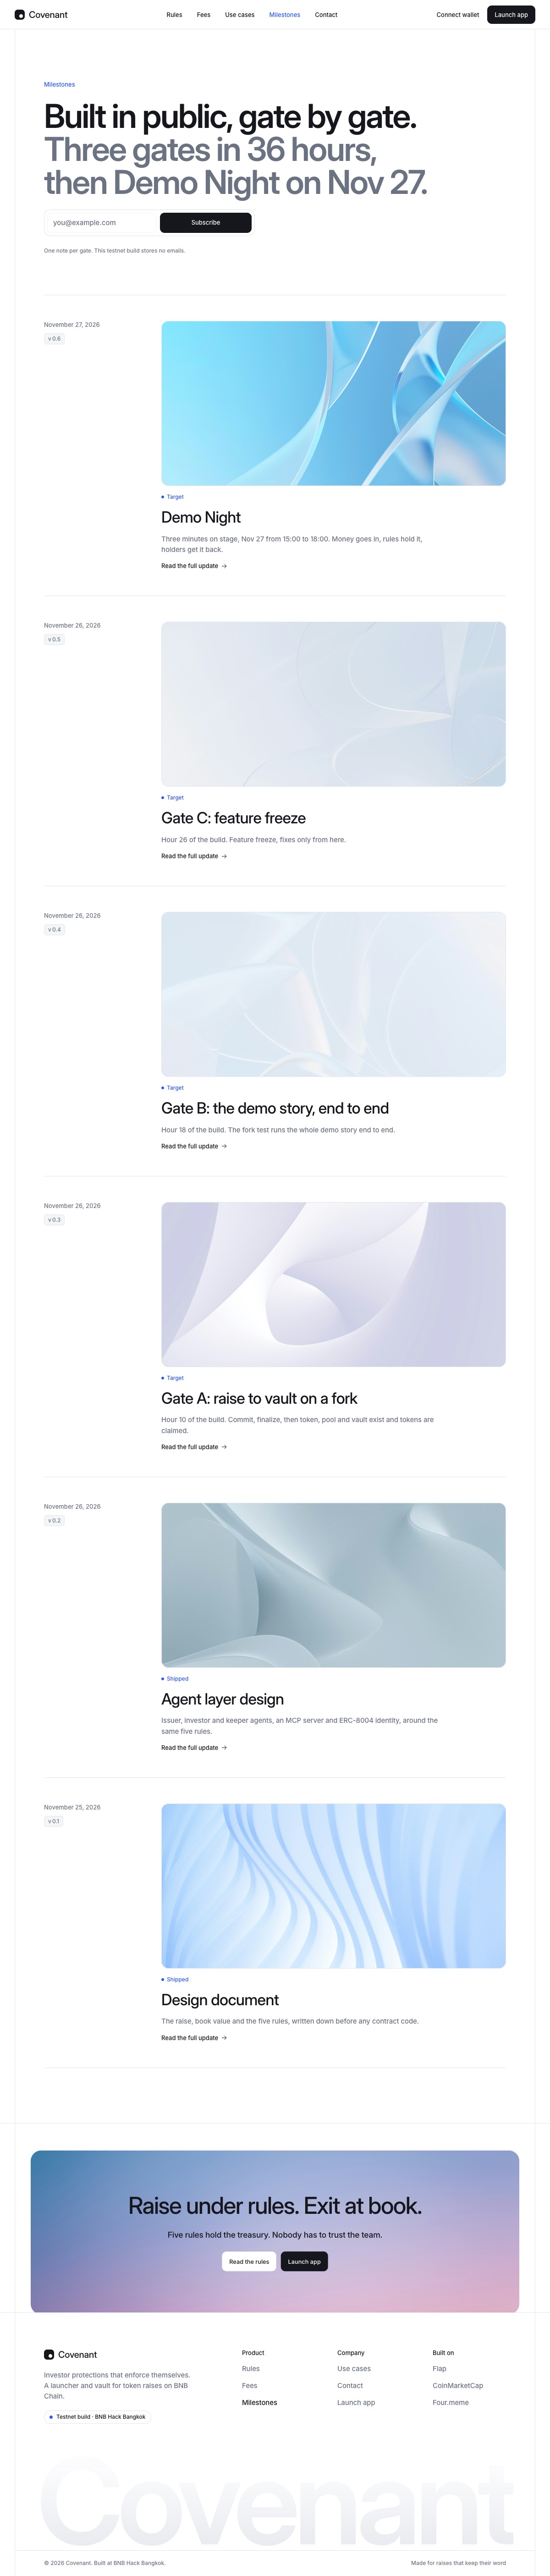 Covenant
Rules Fees Use cases Milestones Contact
Connect wallet Launch app
Milestones
Built in public, gate by gate.
Three gates in 36 hours,
then Demo Night on Nov 27.
you@example.com Subscribe
One note per gate. This testnet build stores no emails.
November 27, 2026
v 0.6
Target
Demo Night
Three minutes on stage, Nov 27 from 15:00 to 18:00. Money goes in, rules hold it,
holders get it back.
Read the full update →
November 26, 2026
v 0.5
Target
Gate C: feature freeze
Hour 26 of the build. Feature freeze, fixes only from here.
Read the full update →
November 26, 2026
v 0.4
Target
Gate B: the demo story, end to end
Hour 18 of the build. The fork test runs the whole demo story end to end.
Read the full update →
November 26, 2026
v 0.3
Target
Gate A: raise to vault on a fork
Hour 10 of the build. Commit, finalize, then token, pool and vault exist and tokens are
claimed.
Read the full update →
November 26, 2026
v 0.2
Shipped
Agent layer design
Issuer, investor and keeper agents, an MCP server and ERC-8004 identity, around the
same five rules.
Read the full update →
November 25, 2026
v 0.1
Shipped
Design document
The raise, book value and the five rules, written down before any contract code.
Read the full update →
Raise under rules. Exit at book.
Five rules hold the treasury. Nobody has to trust the team.
Read the rules Launch app
Covenant
Investor protections that enforce themselves.
A launcher and vault for token raises on BNB
Chain.
Testnet build · BNB Hack Bangkok
Product
Rules
Fees
Milestones
Company
Use cases
Contact
Launch app
Built on
Flap
CoinMarketCap
Four.meme
Covenant
© 2026 Covenant. Built at BNB Hack Bangkok.
Made for raises that keep their word